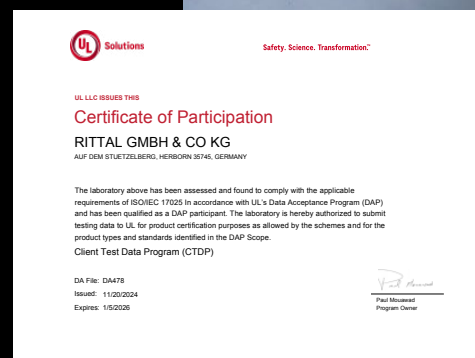 UL Solutions
Safety. Science. Transformation.™
UL LLC ISSUES THIS
Certificate of Participation
RITTAL GMBH & CO KG
AUF DEM STUETZELBERG, HERBORN 35745, GERMANY
The laboratory above has been assessed and found to comply with the applicable
requirements of ISO/IEC 17025 In accordance with UL's Data Acceptance Program (DAP)
and has been qualified as a DAP participant. The laboratory is hereby authorized to submit
testing data to UL for product certification purposes as allowed by the schemes and for the
product types and standards identified in the DAP Scope.
Client Test Data Program (CTDP)
DA File: DA478
Issued: 11/20/2024
Expires: 1/5/2026
Paul Mouawad
Paul Mouawad
Program Owner